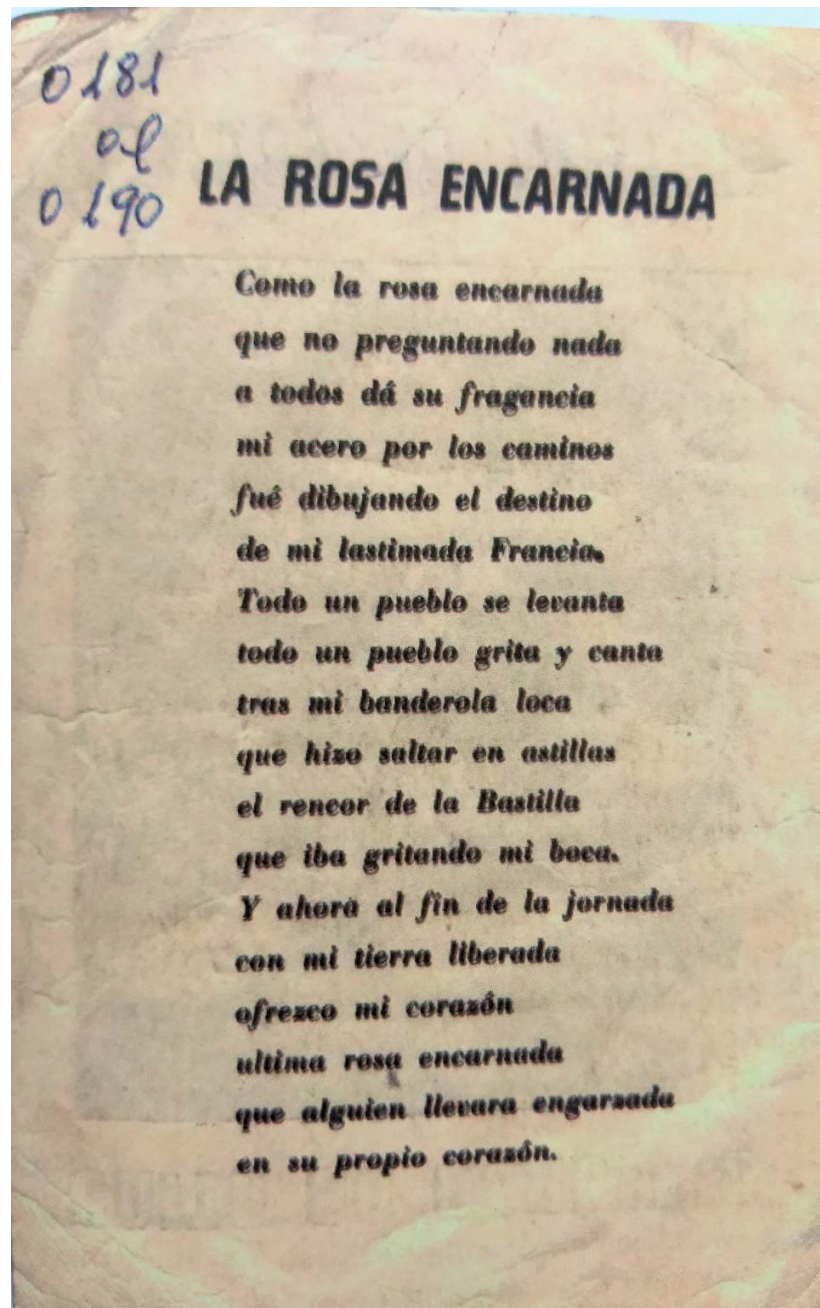 0181
al
0190
LA ROSA ENCARNADA
Como la rosa encarnada
que no preguntando nada
a todos dá su fragancia
mi acero por los caminos
fué dibujando el destino
de mi lastimada Francia.
Todo un pueblo se levanta
todo un pueblo grita y canta
tras mi banderola loca
que hizo saltar en astillas
el rencor de la Bastilla
que iba gritando mi boca.
Y ahora al fin de la jornada
con mi tierra liberada
ofrezco mi corazón
ultima rosa encarnada
que alguien llevara engarzada
en su propio corazón.